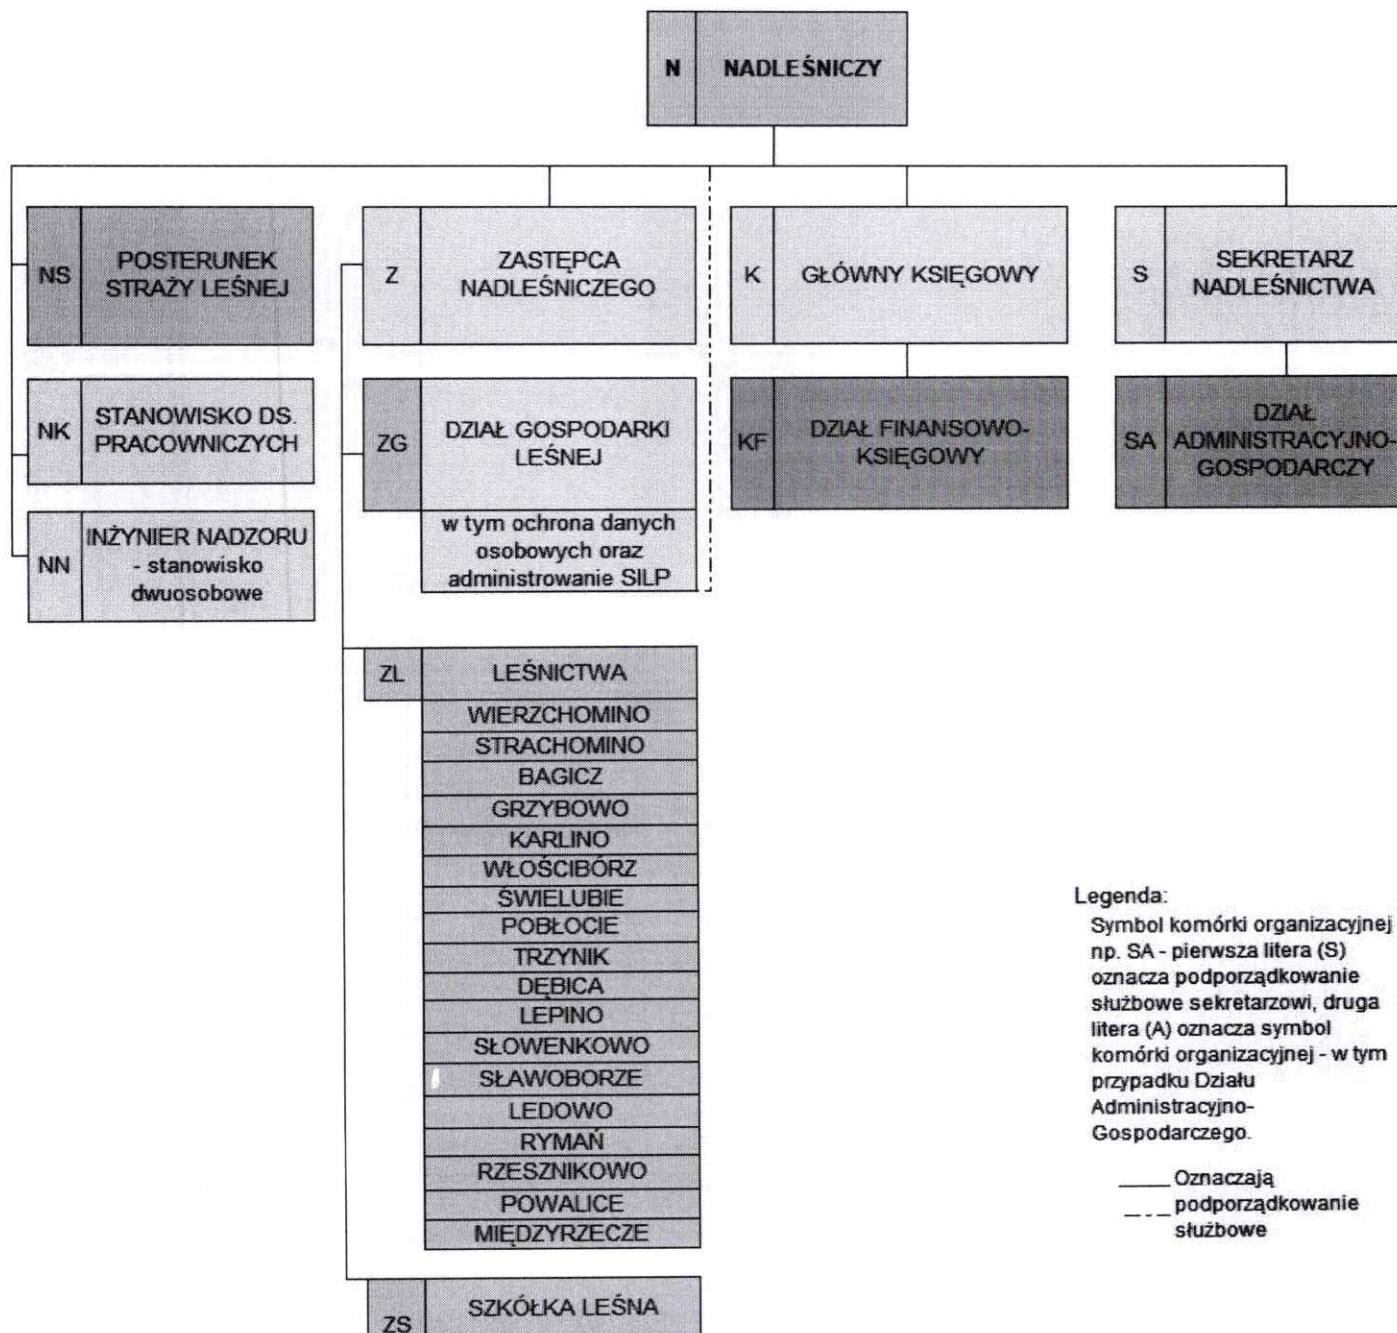 N NADLEŚNICZY
NS POSTERUNEK
STRAŻY LEŚNEJ
NK STANOWISKO DS.
PRACOWNICZYCH
NN INŻYNIER NADZORU
- stanowisko
dwuosobowe
Z ZASTĘPCA
NADLEŚNICZEGO
ZG DZIAŁ GOSPODARKI
LEŚNEJ
w tym ochrona danych
osobowych oraz
administrowanie SILP
K GŁÓWNY KSIĘGOWY
KF DZIAŁ FINANSOWO-
KSIĘGOWY
S SEKRETARZ
NADLEŚNICTWA
SA DZIAŁ
ADMINISTRACYJNO-
GOSPODARCZY
ZL LEŚNICTWA
WIERZCHOMINO
STRACHOMINO
BAGICZ
GRZYBOWO
KARLINO
WŁOŚCIBÓRZ
ŚWIELUBIE
POBŁOCIE
TRZYNIK
DĘBICA
LEPINO
SŁOWENKOWO
SŁAWOBORZE
LEDOWO
RYMAŃ
RZESZNIKOWO
POWALICE
MIĘDZYRZECZE
ZS SZKÓŁKA LEŚNA
Legenda:
Symbol komórki organizacyjnej
np. SA - pierwsza litera (S)
oznacza podporządkowanie
służbowe sekretarzowi, druga
litera (A) oznacza symbol
komórki organizacyjnej - w tym
przypadku Działu
Administracyjno-
Gospodarczego.
Oznaczają
podporządkowanie
służbowe